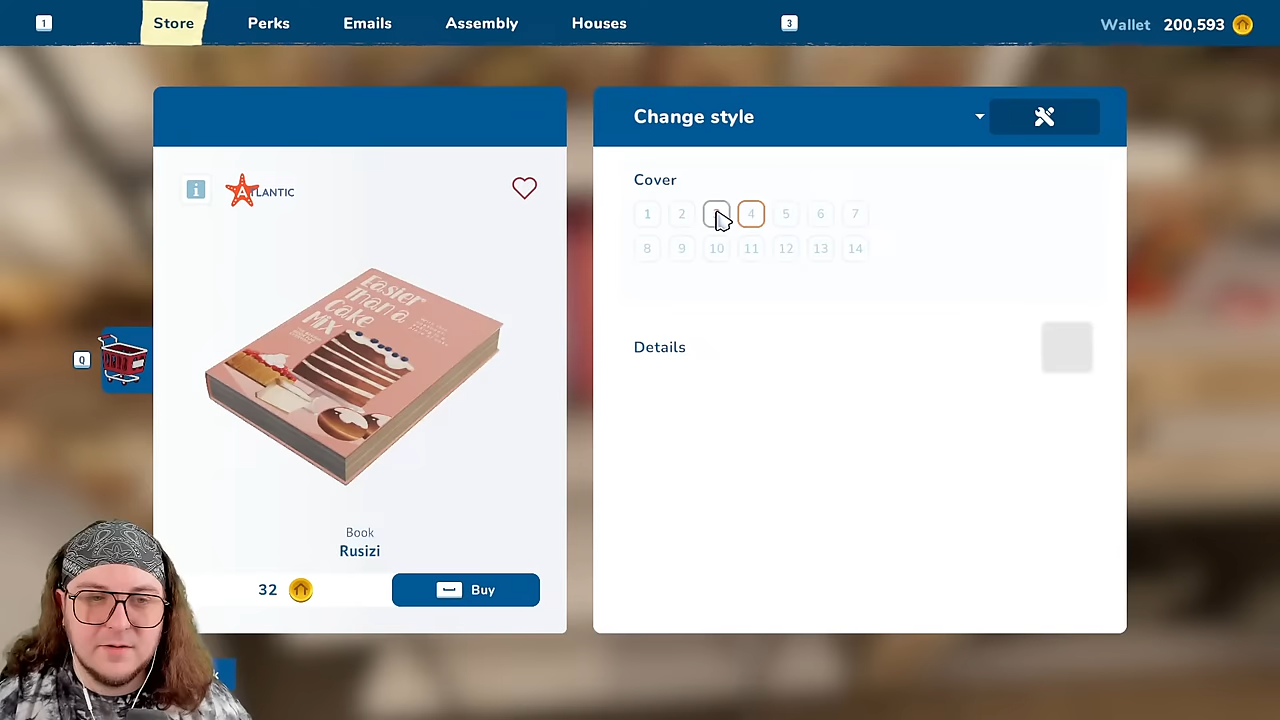 1
Store
Perks
Emails
Assembly
Houses
3
Wallet 200,593
Change style
i
ATLANTIC
Cover
1 2 3 4 5 6 7
8 9 10 11 12 13 14
Easier
Than a
Cake
Mix
Details
Q
Book
Rusizi
32
Buy
k